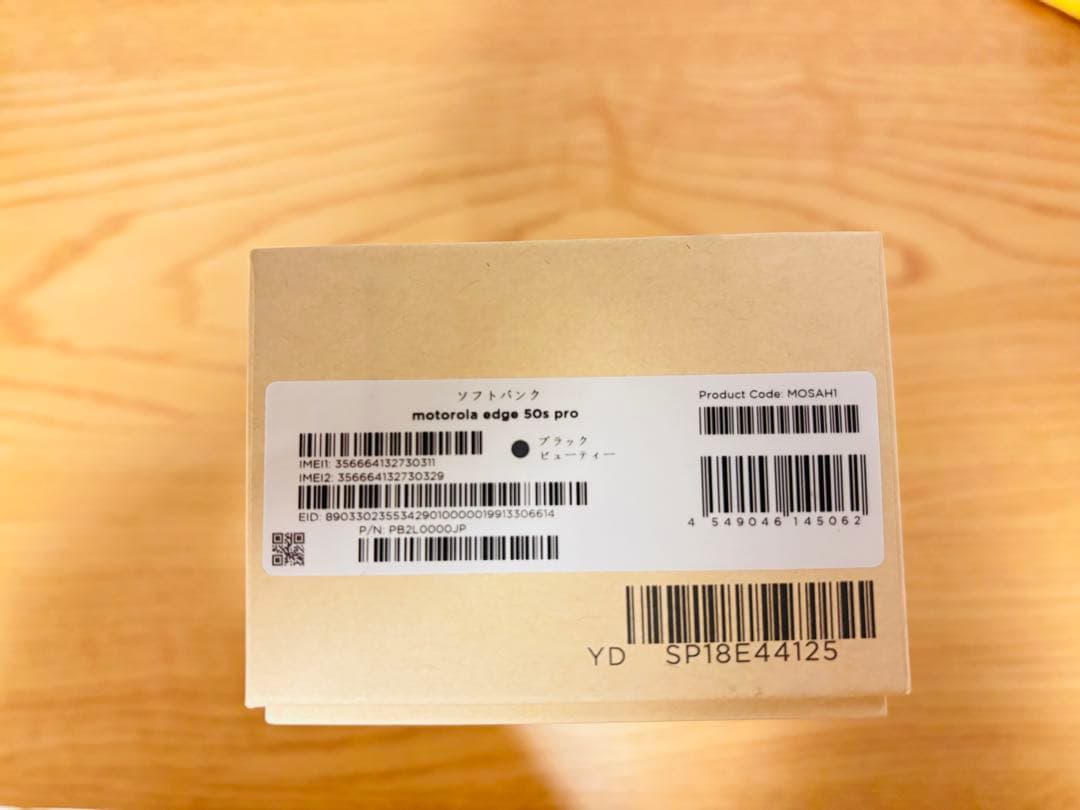 ソフトバンク
motorola edge 50s pro
ブラック
ビューティー
IMEI1: 356664132730311
IMEI2: 356664132730329
EID: 89033023553429010000019913306614
P/N: PB2L0000JP
Product Code: MOSAH1
4 549046 145062
YD SP18E44125